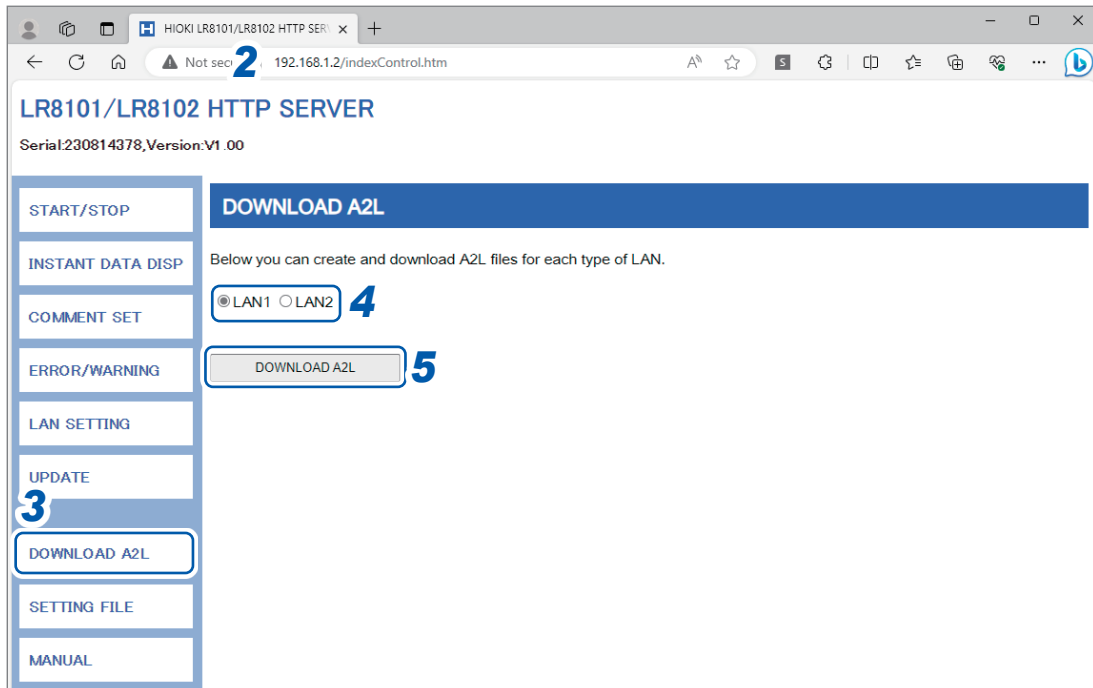 HIOKI LR8101/LR8102 HTTP SER
2
Not sec 192.168.1.2/indexControl.htm
LR8101/LR8102 HTTP SERVER
Serial:230814378,Version:V1.00
START/STOP
DOWNLOAD A2L
INSTANT DATA DISP
Below you can create and download A2L files for each type of LAN.
LAN1 LAN2 4
COMMENT SET
ERROR/WARNING
DOWNLOAD A2L 5
LAN SETTING
UPDATE
3
DOWNLOAD A2L
SETTING FILE
MANUAL